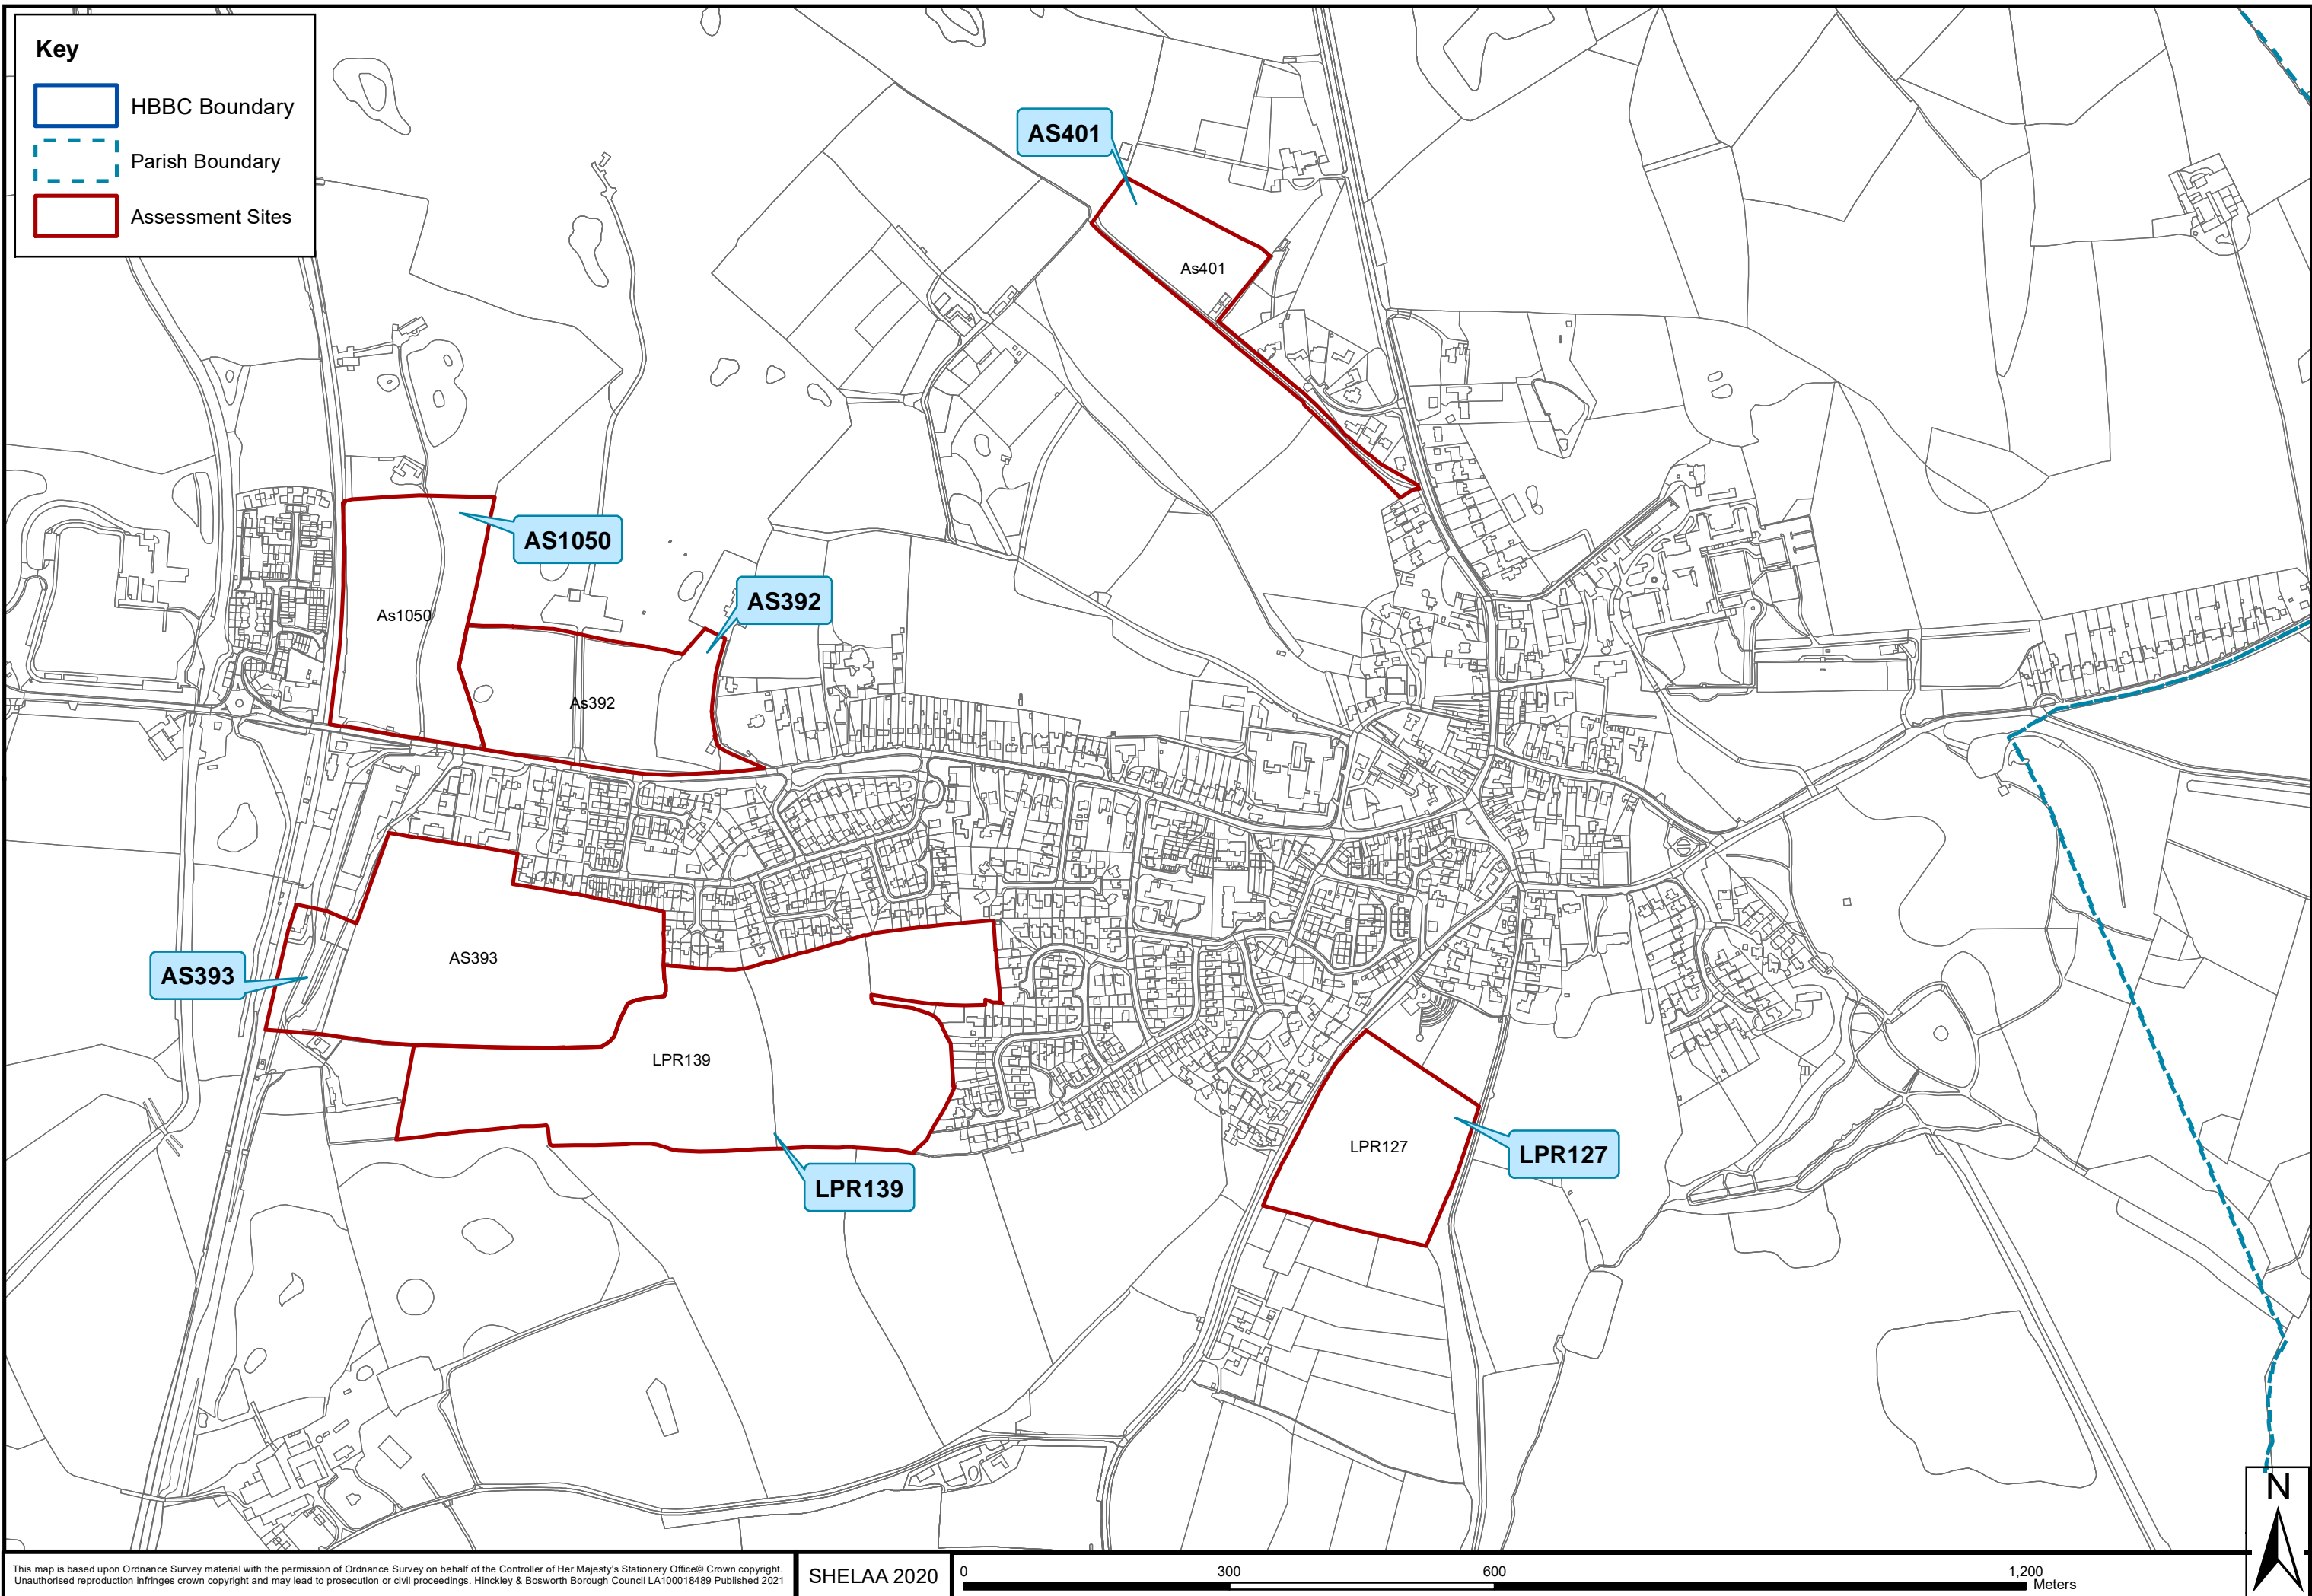 Key
HBBC Boundary
Parish Boundary
Assessment Sites
AS401
As401
AS1050
As1050
AS392
As392
AS393
AS393
LPR139
LPR139
LPR127
LPR127
N
This map is based upon Ordnance Survey material with the permission of Ordnance Survey on behalf of the Controller of Her Majesty's Stationery Office© Crown copyright.
Unauthorised reproduction infringes crown copyright and may lead to prosecution or civil proceedings. Hinckley & Bosworth Borough Council LA100018489 Published 2021
SHELAA 2020
0 300 600 1,200
Meters